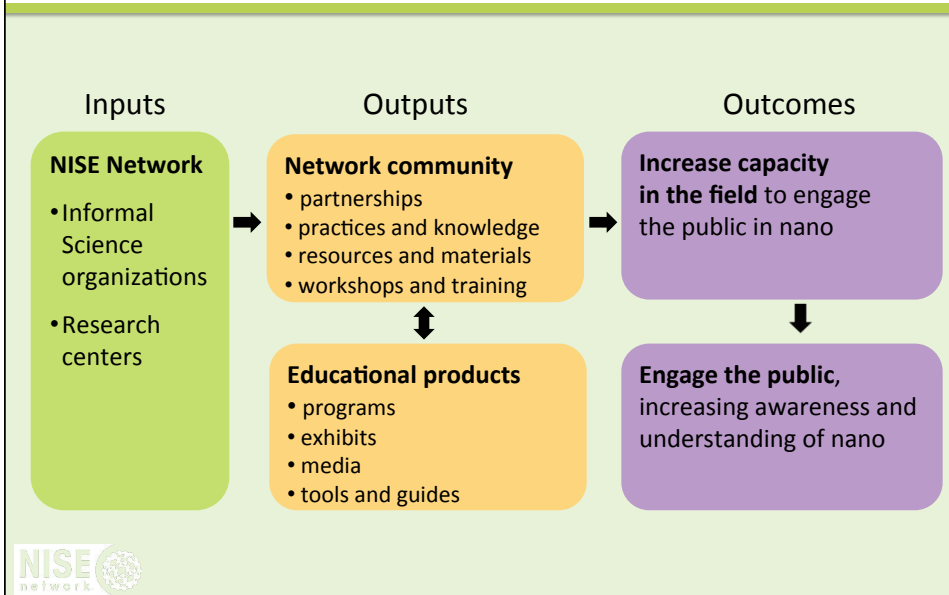 Inputs
Outputs
Outcomes
NISE Network
• Informal
Science
organizations
• Research
centers
Network community
• partnerships
• practices and knowledge
• resources and materials
• workshops and training
Educational products
• programs
• exhibits
• media
• tools and guides
Increase capacity
in the field to engage
the public in nano
Engage the public,
increasing awareness and
understanding of nano
NISE
network